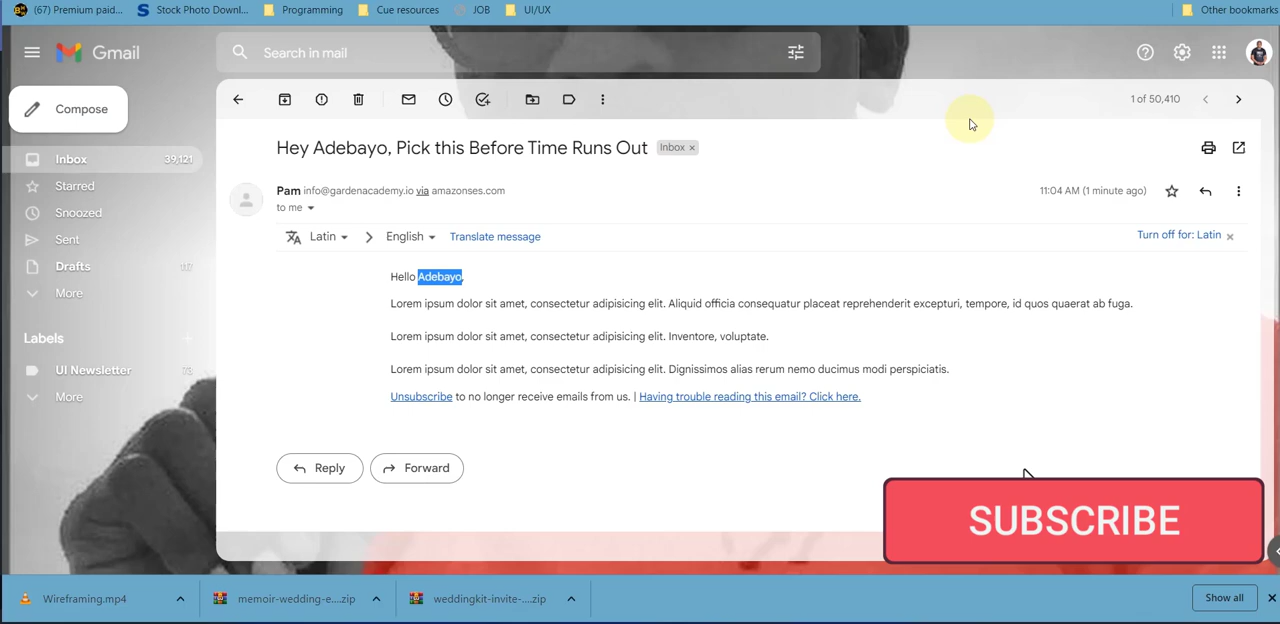 (67) Premium paid...
Stock Photo Downl...
Programming
Cue resources
JOB
UI/UX
Other bookmarks
Gmail
Search in mail
Compose
1 of 50,410
Hey Adebayo, Pick this Before Time Runs Out
Inbox ×
Inbox 39,121
Starred
Snoozed
Sent
Drafts 117
More
Labels +
UI Newsletter 73
More
Pam info@gardenacademy.io via amazonses.com
11:04 AM (1 minute ago)
to me
Latin > English Translate message
Turn off for: Latin ×
Hello Adebayo,
Lorem ipsum dolor sit amet, consectetur adipisicing elit. Aliquid officia consequatur placeat reprehenderit excepturi, tempore, id quos quaerat ab fuga.
Lorem ipsum dolor sit amet, consectetur adipisicing elit. Inventore, voluptate.
Lorem ipsum dolor sit amet, consectetur adipisicing elit. Dignissimos alias rerum nemo ducimus modi perspiciatis.
Unsubscribe to no longer receive emails from us. | Having trouble reading this email? Click here.
Reply
Forward
SUBSCRIBE
Wireframing.mp4
memoir-wedding-e....zip
weddingkit-invite-....zip
Show all